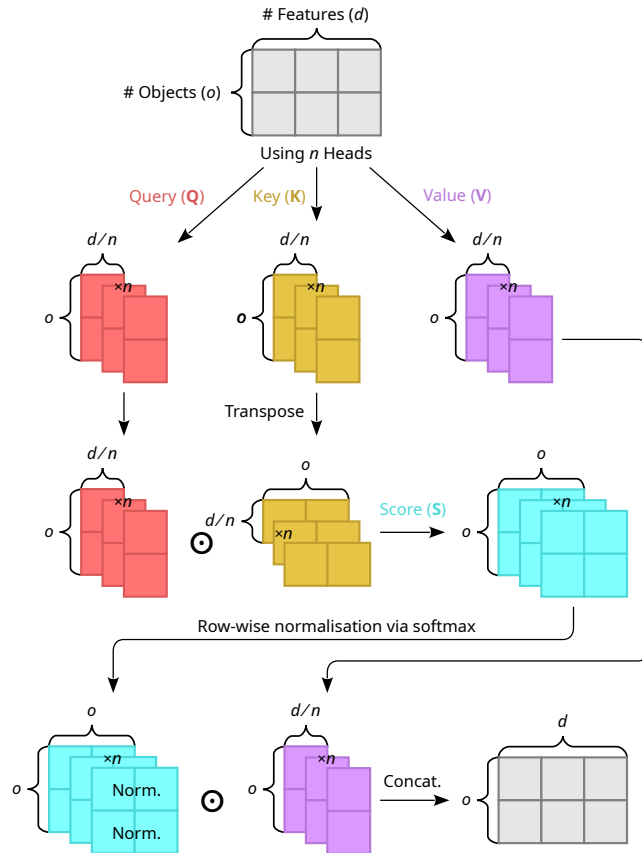 # Features (d)
# Objects (o)
Using n Heads
Query (Q)
Key (K)
Value (V)
d/n
d/n
d/n
×n
×n
×n
o
o
o
Transpose
d/n
o
o
×n
d/n
×n
×n
o
⊙
Score (S)
o
Row-wise normalisation via softmax
o
d/n
d
×n
×n
o
Norm.
Norm.
⊙
o
Concat.
o